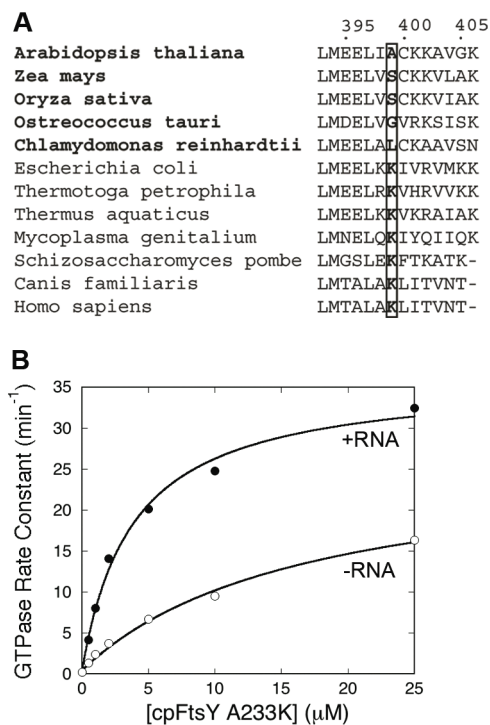 A
395 400 405
Arabidopsis thaliana LMEELIACKKAVGK
Zea mays LMEELVSCKKVLAK
Oryza sativa LMEELVSCKKVIAK
Ostreococcus tauri LMDELVGVRKSISK
Chlamydomonas reinhardtii LMEELALCKAAVSN
Escherichia coli LMEELKKIVRVMKK
Thermotoga petrophila LMEELRKVHRVVKK
Thermus aquaticus LMEELKKVKRAIAK
Mycoplasma genitalium LMNELQKIYQIIQK
Schizosaccharomyces pombe LMGSLEKFTKATK-
Canis familiaris LMTALAKLITVNT-
Homo sapiens LMTALAKLITVNT-
B
GTPase Rate Constant (min⁻¹)
35
30
25
20
15
10
5
0
+RNA
-RNA
0 5 10 15 20 25
[cpFtsY A233K] (μM)